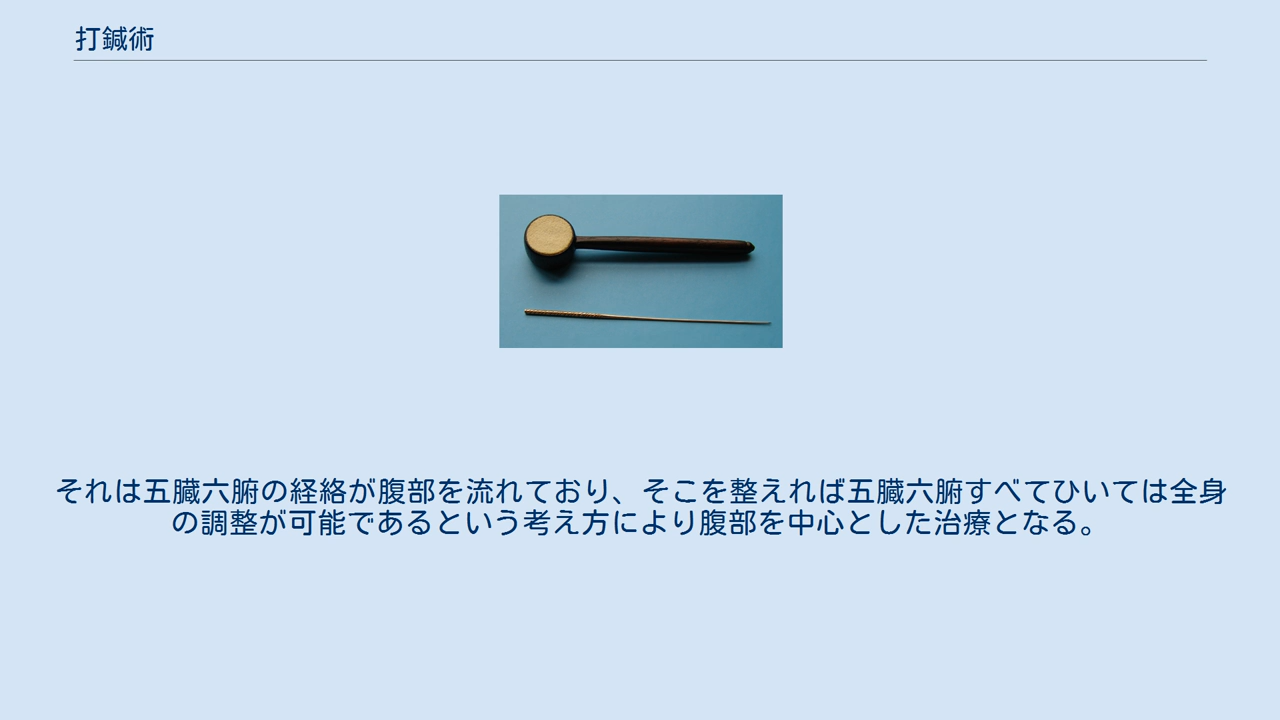 打鍼術
それは五臓六腑の経絡が腹部を流れており、そこを整えれば五臓六腑すべてひいては全身
の調整が可能であるという考え方により腹部を中心とした治療となる。